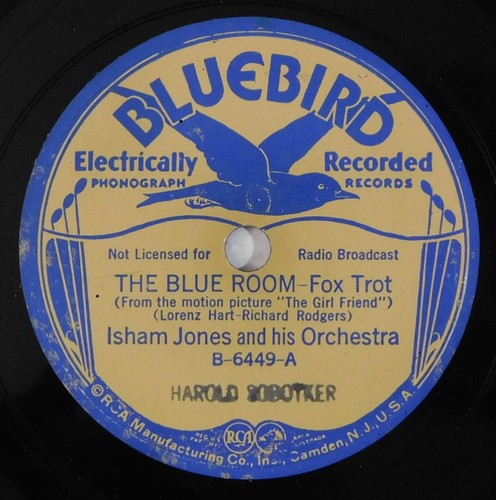 BLUEBIRD
Electrically Recorded
PHONOGRAPH RECORDS
Not Licensed for Radio Broadcast
THE BLUE ROOM-Fox Trot
(From the motion picture "The Girl Friend")
(Lorenz Hart-Richard Rodgers)
Isham Jones and his Orchestra
B-6449-A
HAROLD SOBOTKER
RCA
©RCA Manufacturing Co., Inc., Camden, N.J., U.S.A.